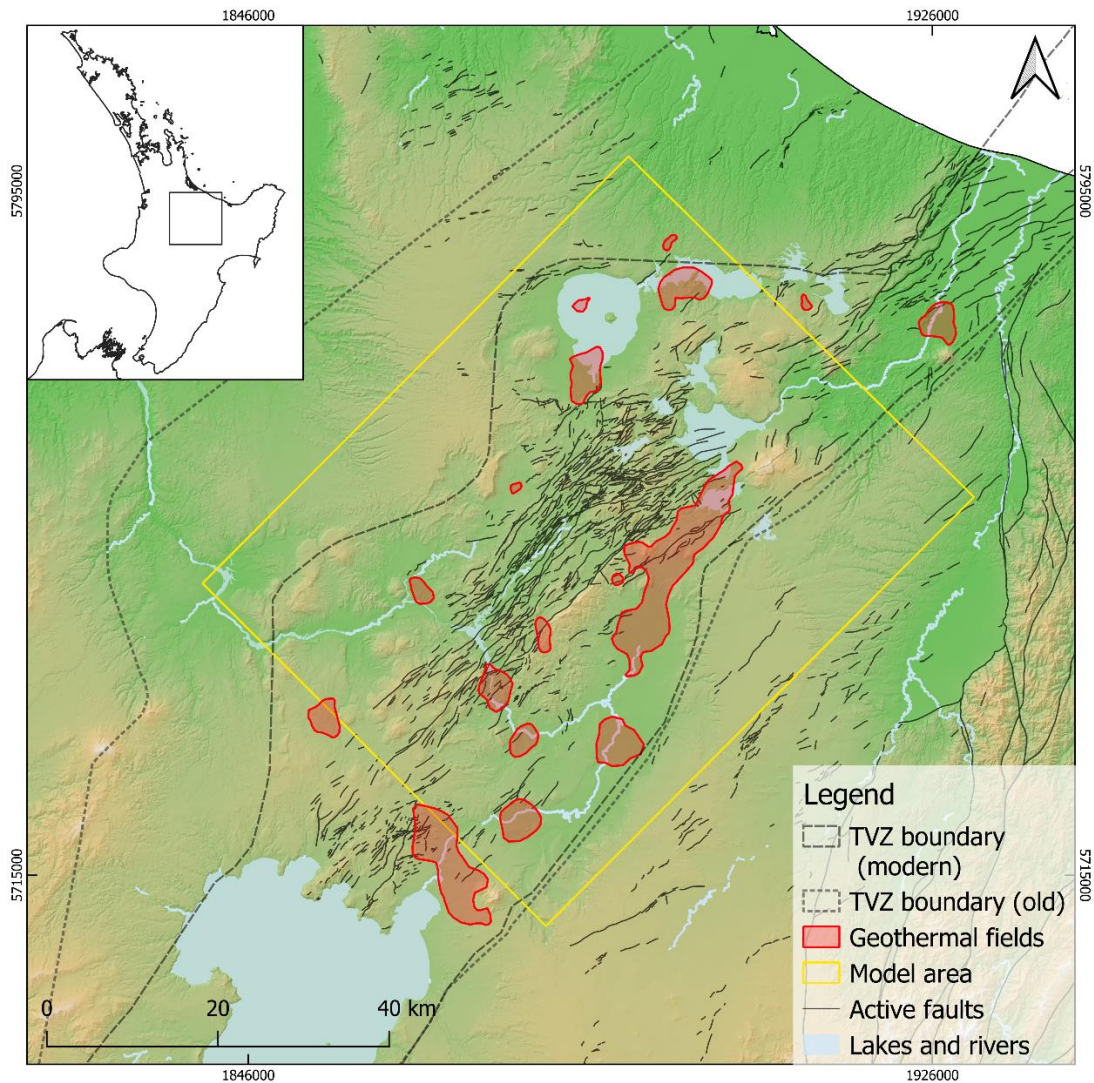 1846000
1926000
5795000
5795000
5715000
5715000
Legend
TVZ boundary
(modern)
TVZ boundary (old)
Geothermal fields
Model area
Active faults
Lakes and rivers
0
20
40 km
1846000
1926000